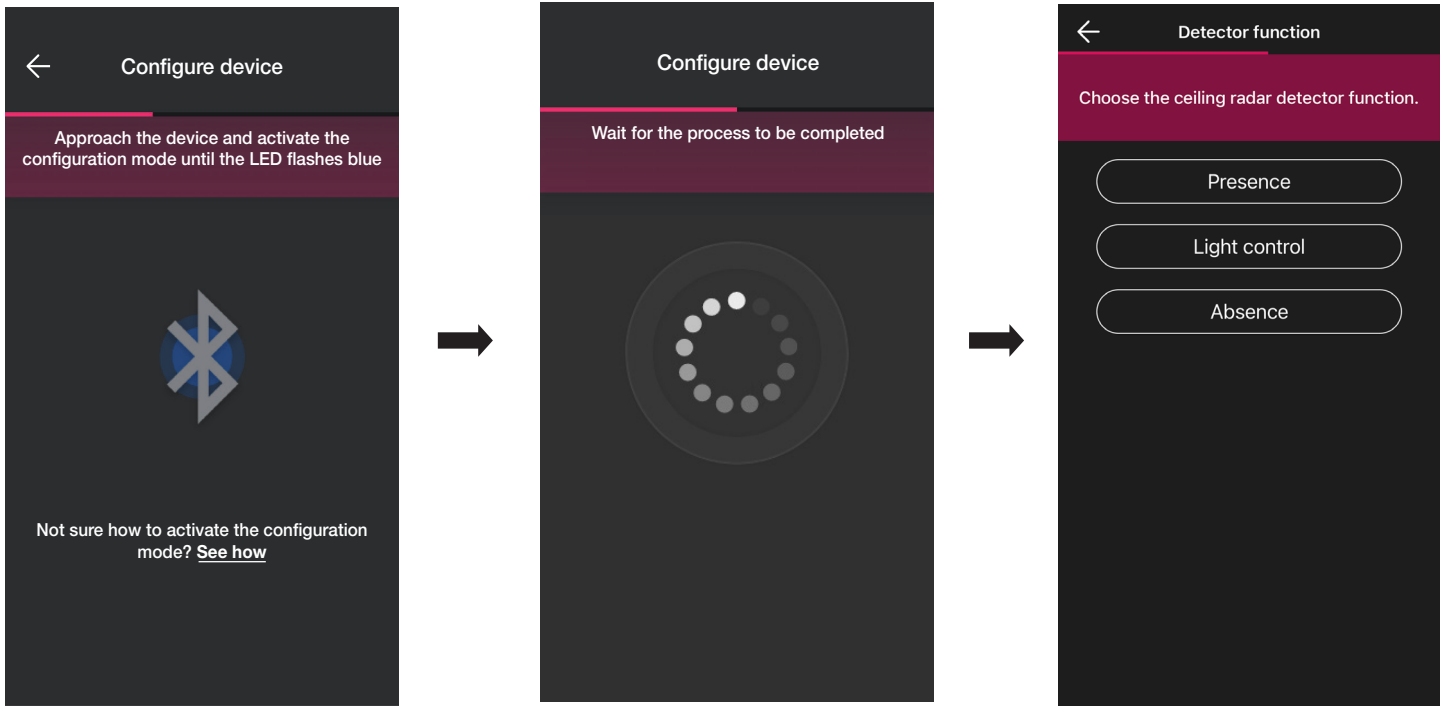 Configure device
Approach the device and activate the
configuration mode until the LED flashes blue
Not sure how to activate the configuration
mode? See how
Configure device
Wait for the process to be completed
Detector function
Choose the ceiling radar detector function.
Presence
Light control
Absence